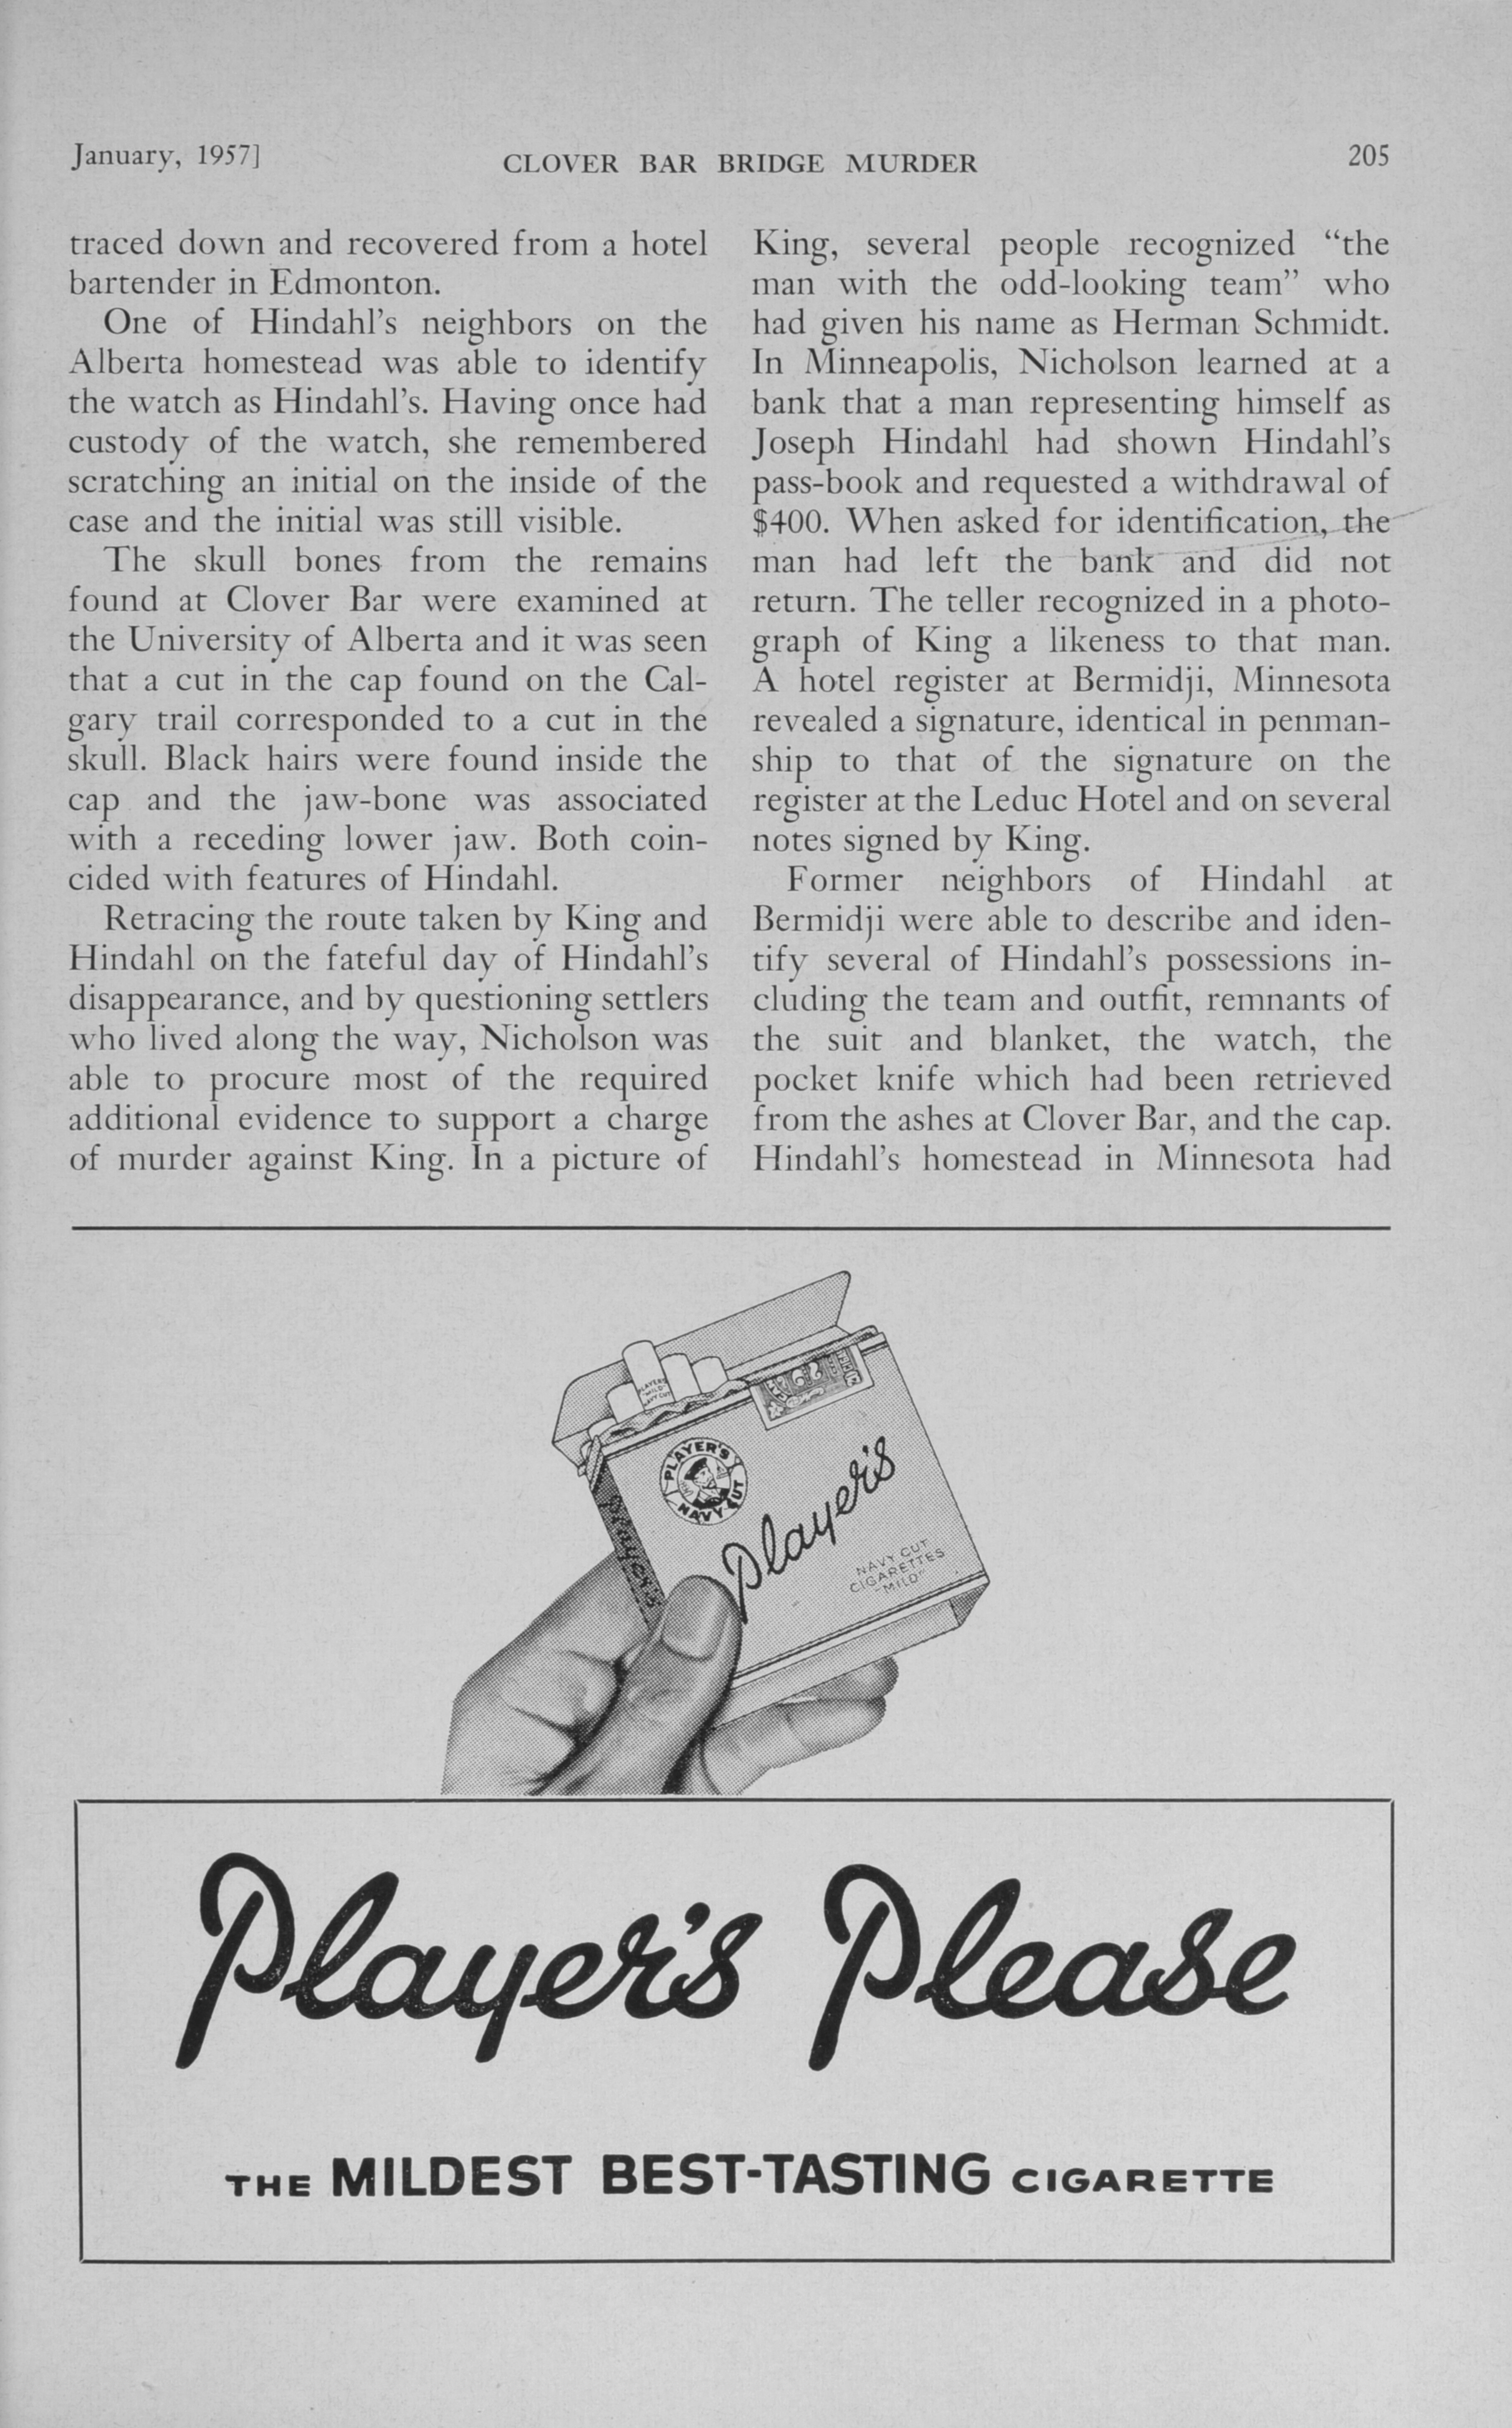 January, 1957]
CLOVER BAR BRIDGE MURDER
205
traced down and recovered from a hotel
bartender in Edmonton.
One of Hindahl's neighbors on the
Alberta homestead was able to identify
the watch as Hindahl's. Having once had
custody of the watch, she remembered
scratching an initial on the inside of the
case and the initial was still visible.
The skull bones from the remains
found at Clover Bar were examined at
the University of Alberta and it was seen
that a cut in the cap found on the Cal-
gary trail corresponded to a cut in the
skull. Black hairs were found inside the
cap and the jaw-bone was associated
with a receding lower jaw. Both coin-
cided with features of Hindahl.
Retracing the route taken by King and
Hindahl on the fateful day of Hindahl's
disappearance, and by questioning settlers
who lived along the way, Nicholson was
able to procure most of the required
additional evidence to support a charge
of murder against King. In a picture of
King, several people recognized “the
man with the odd-looking team” who
had given his name as Herman Schmidt.
In Minneapolis, Nicholson learned at a
bank that a man representing himself as
Joseph Hindahl had shown Hindahl's
pass-book and requested a withdrawal of
$400. When asked for identification, the
man had left the bank and did not
return. The teller recognized in a photo-
graph of King a likeness to that man.
A hotel register at Bermidji, Minnesota
revealed a signature, identical in penman-
ship to that of the signature on the
register at the Leduc Hotel and on several
notes signed by King.
Former neighbors of Hindahl at
Bermidji were able to describe and iden-
tify several of Hindahl's possessions in-
cluding the team and outfit, remnants of
the suit and blanket, the watch, the
pocket knife which had been retrieved
from the ashes at Clover Bar, and the cap.
Hindahl's homestead in Minnesota had
PLAYER'S
"MILD"
NAVY CUT
PLAYER'S
NAVY CUT
Player's
Player's
NAVY CUT
CIGARETTES
"MILD"
Player's Please
THE MILDEST BEST-TASTING CIGARETTE